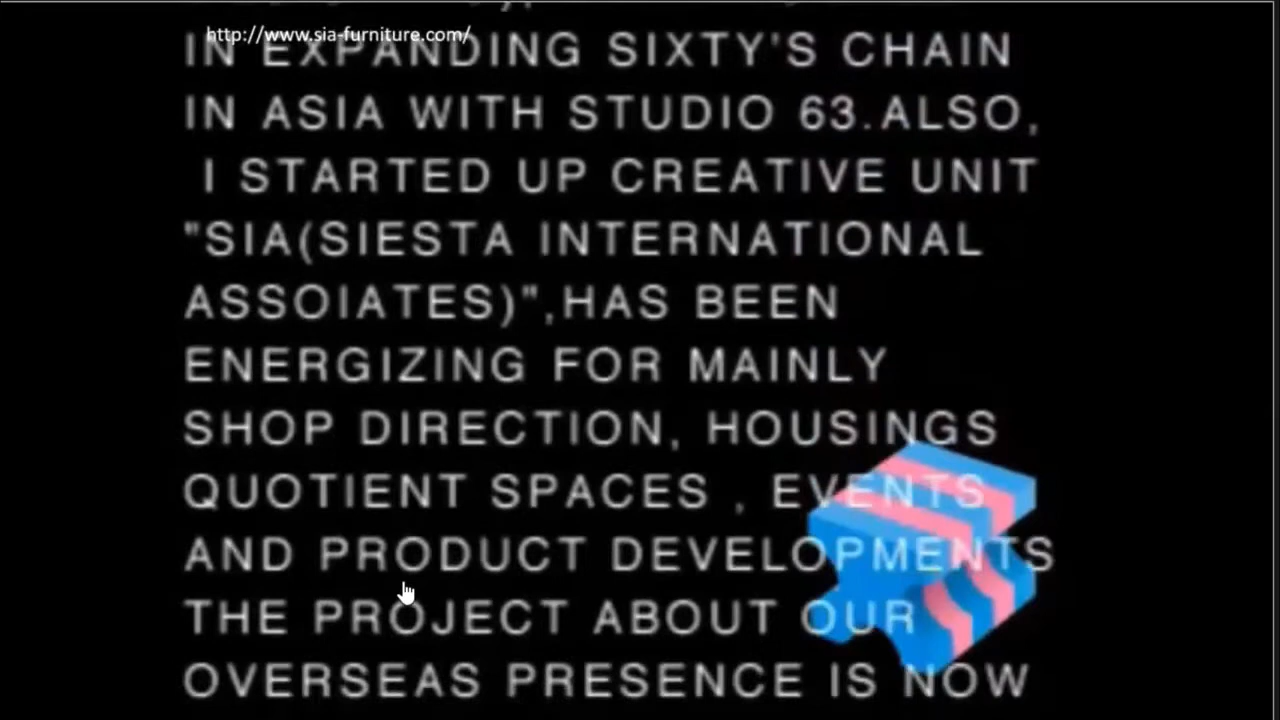 http://www.sia-furniture.com/
IN EXPANDING SIXTY'S CHAIN
IN ASIA WITH STUDIO 63.ALSO,
I STARTED UP CREATIVE UNIT
"SIA(SIESTA INTERNATIONAL
ASSOIATES)",HAS BEEN
ENERGIZING FOR MAINLY
SHOP DIRECTION, HOUSINGS
QUOTIENT SPACES , EVENTS
AND PRODUCT DEVELOPMENTS
THE PROJECT ABOUT OUR
OVERSEAS PRESENCE IS NOW